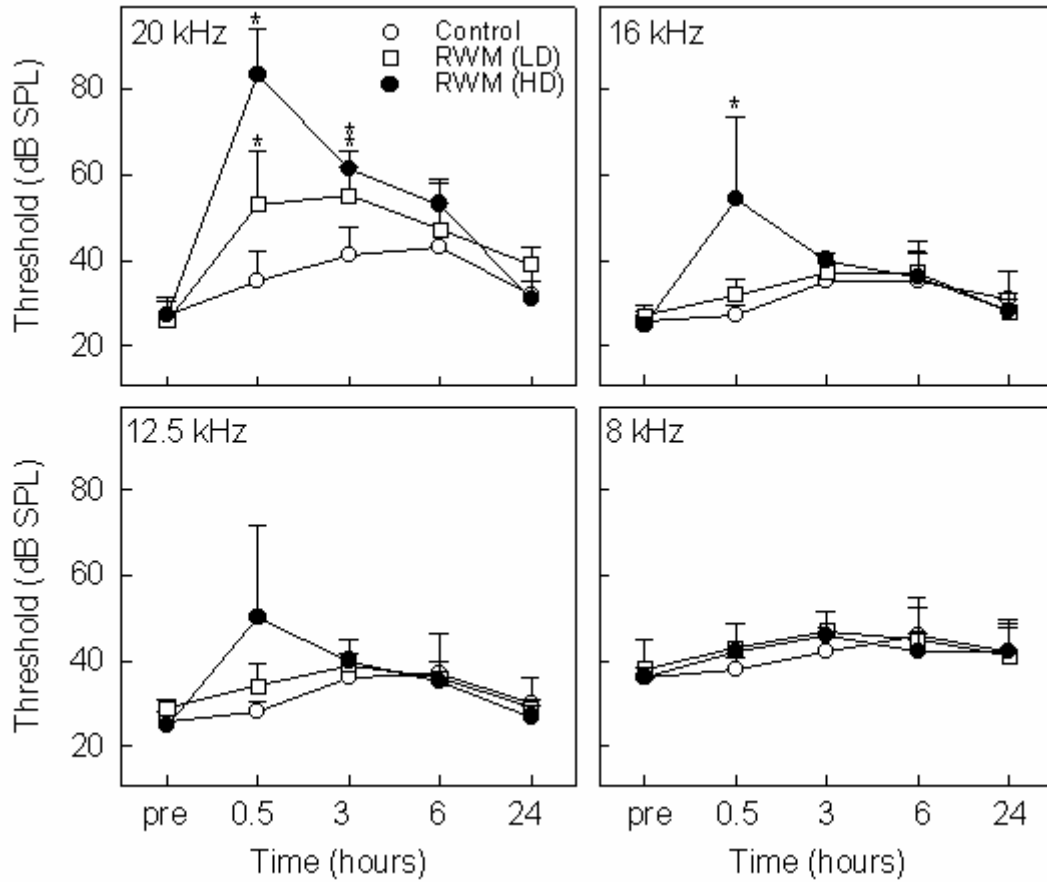 20 kHz
Control
RWM (LD)
RWM (HD)
*
*
‡
*
Threshold (dB SPL)
80
60
40
20
16 kHz
*
12.5 kHz
Threshold (dB SPL)
80
60
40
20
pre 0.5 3 6 24
Time (hours)
8 kHz
pre 0.5 3 6 24
Time (hours)